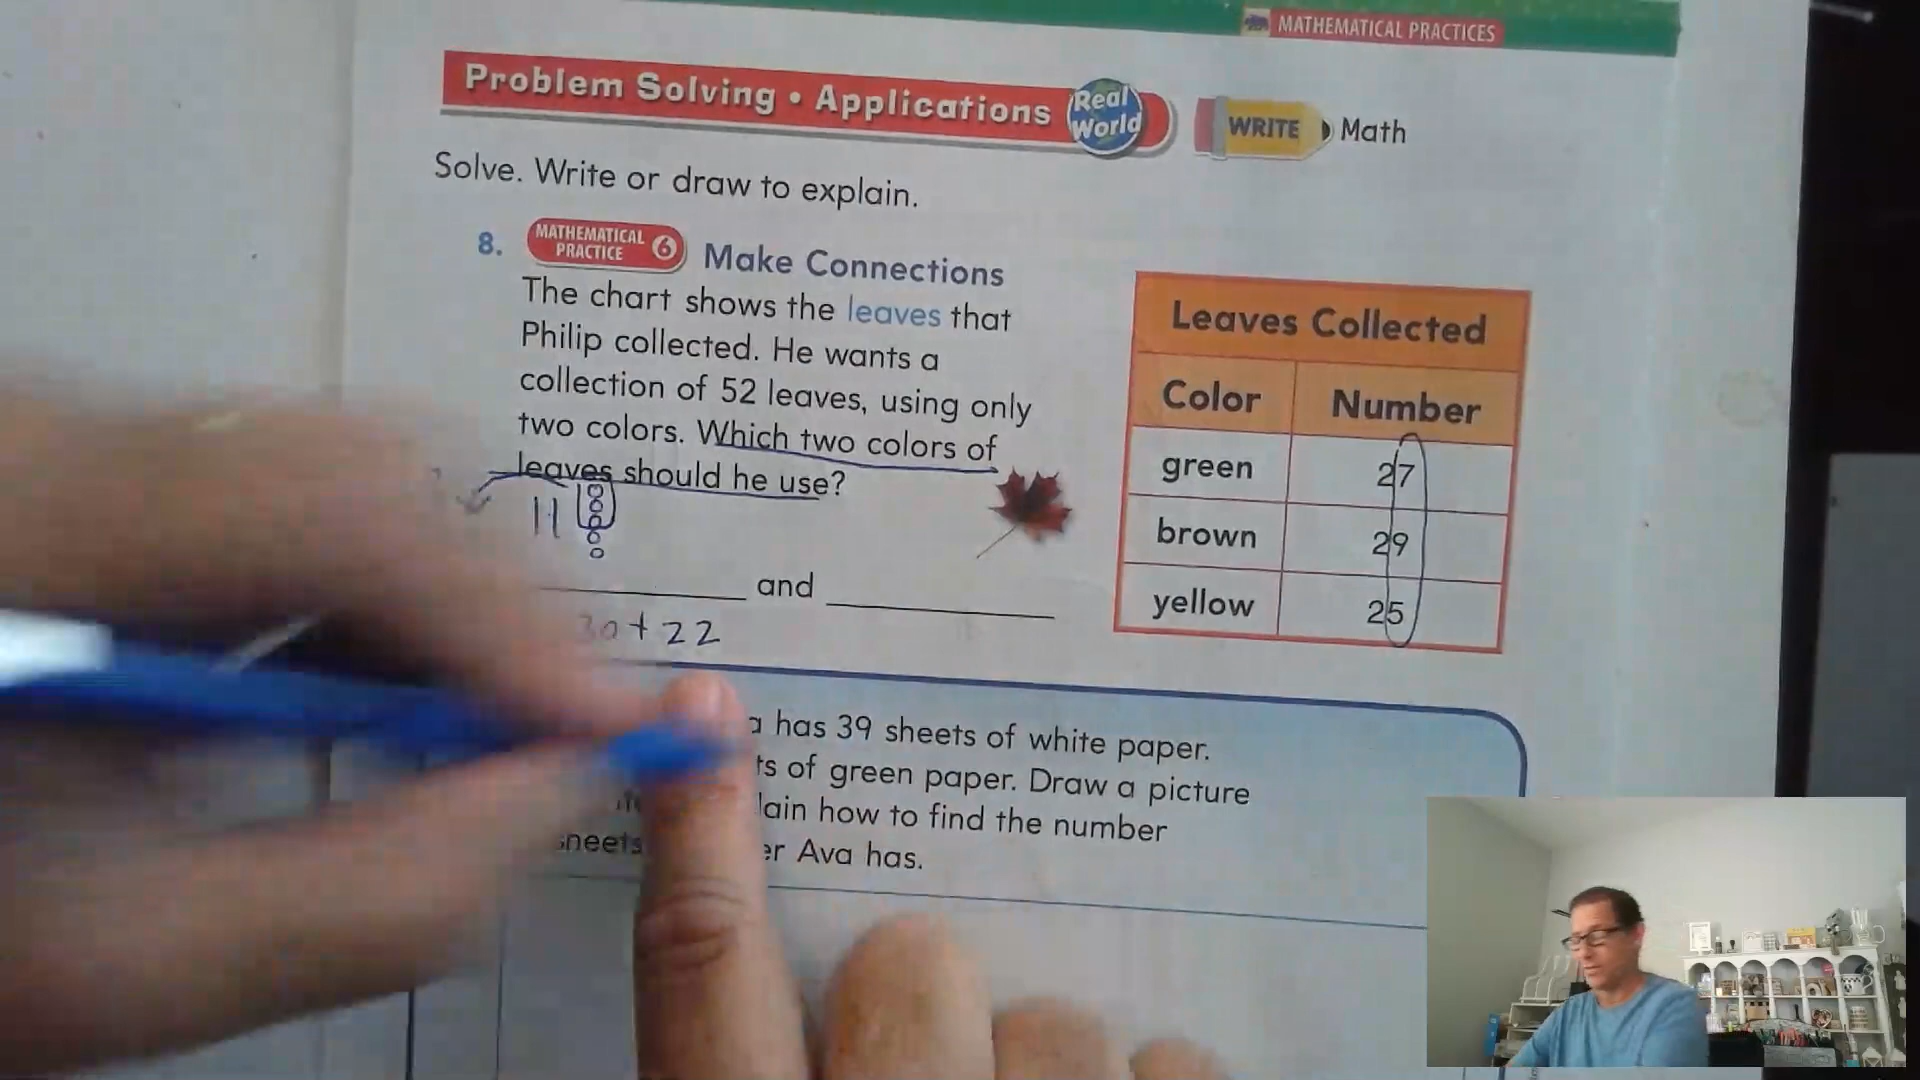 MATHEMATICAL PRACTICES
Problem Solving • Applications Real World WRITE Math
Solve. Write or draw to explain.
8. MATHEMATICAL PRACTICE 6 Make Connections
The chart shows the leaves that
Philip collected. He wants a
collection of 52 leaves, using only
two colors. Which two colors of
leaves should he use?
and
30 + 22
Leaves Collected
Color Number
green 27
brown 29
yellow 25
has 39 sheets of white paper.
of green paper. Draw a picture
how to find the number
Ava has.